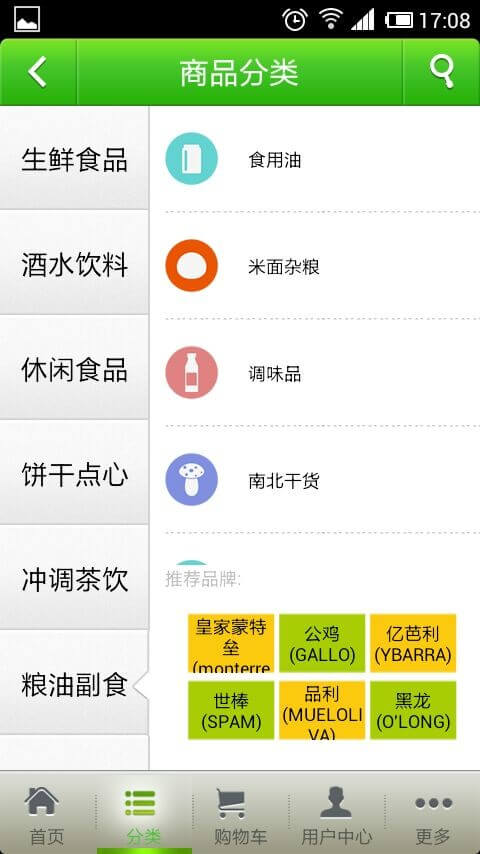 17:08
商品分类
生鲜食品
酒水饮料
休闲食品
饼干点心
冲调茶饮
粮油副食
食用油
米面杂粮
调味品
南北干货
推荐品牌:
皇家蒙特
垒
(monterre
公鸡
(GALLO)
亿芭利
(YBARRA)
世棒
(SPAM)
品利
(MUELOLI
VA)
黑龙
(O'LONG)
首页
分类
购物车
用户中心
更多